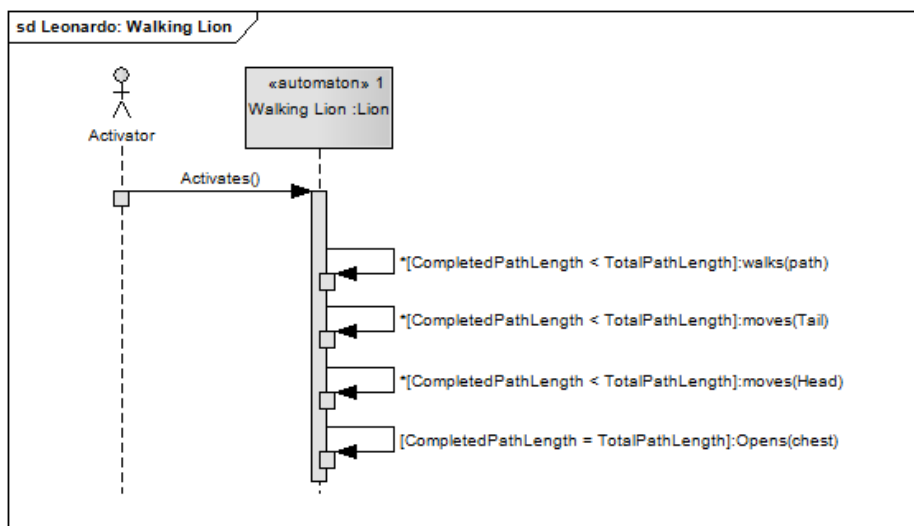 sd Leonardo: Walking Lion
«automaton» 1
Walking Lion :Lion
Activator
Activates()
*[CompletedPathLength < TotalPathLength]:walks(path)
*[CompletedPathLength < TotalPathLength]:moves(Tail)
*[CompletedPathLength < TotalPathLength]:moves(Head)
[CompletedPathLength = TotalPathLength]:Opens(chest)